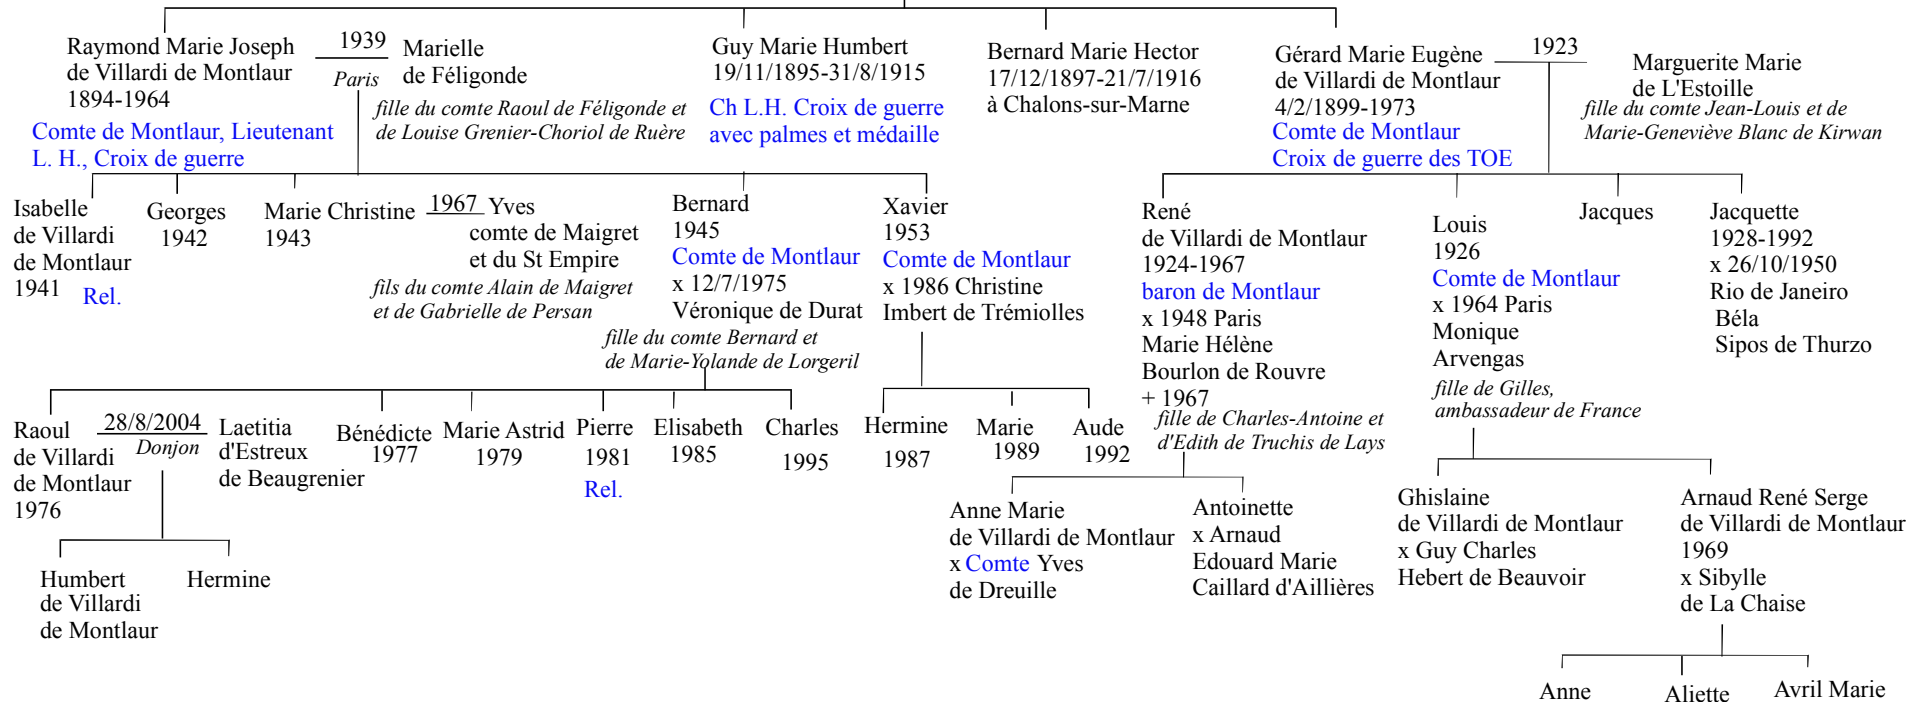 Raymond Marie Joseph
de Villardi de Montlaur
1894-1964
Comte de Montlaur, Lieutenant
L. H., Croix de guerre
1939
Paris
Marielle
de Féligonde
fille du comte Raoul de Féligonde et
de Louise Grenier-Choriol de Ruère
Guy Marie Humbert
19/11/1895-31/8/1915
Ch L.H. Croix de guerre
avec palmes et médaille
Bernard Marie Hector
17/12/1897-21/7/1916
à Chalons-sur-Marne
Gérard Marie Eugène
de Villardi de Montlaur
4/2/1899-1973
Comte de Montlaur
Croix de guerre des TOE
1923
Marguerite Marie
de L'Estoille
fille du comte Jean-Louis et de
Marie-Geneviève Blanc de Kirwan
Isabelle
de Villardi
de Montlaur
1941 Rel.
Georges
1942
Marie Christine
1943
1967
Yves
comte de Maigret
et du St Empire
fils du comte Alain de Maigret
et de Gabrielle de Persan
Bernard
1945
Comte de Montlaur
x 12/7/1975
Véronique de Durat
fille du comte Bernard et
de Marie-Yolande de Lorgeril
Xavier
1953
Comte de Montlaur
x 1986 Christine
Imbert de Trémiolles
René
de Villardi de Montlaur
1924-1967
baron de Montlaur
x 1948 Paris
Marie Hélène
Bourlon de Rouvre
+ 1967
fille de Charles-Antoine et
d'Edith de Truchis de Lays
Louis
1926
Comte de Montlaur
x 1964 Paris
Monique
Arvengas
fille de Gilles,
ambassadeur de France
Jacques
Jacquette
1928-1992
x 26/10/1950
Rio de Janeiro
Béla
Sipos de Thurzo
Raoul
de Villardi
de Montlaur
1976
28/8/2004
Donjon
Laetitia
d'Estreux
de Beaugrenier
Bénédicte
1977
Marie Astrid
1979
Pierre
1981
Rel.
Elisabeth
1985
Charles
1995
Hermine
1987
Marie
1989
Aude
1992
Anne Marie
de Villardi de Montlaur
x Comte Yves
de Dreuille
Antoinette
x Arnaud
Edouard Marie
Caillard d'Aillières
Ghislaine
de Villardi de Montlaur
x Guy Charles
Hebert de Beauvoir
Arnaud René Serge
de Villardi de Montlaur
1969
x Sibylle
de La Chaise
Humbert
de Villardi
de Montlaur
Hermine
Anne
Aliette
Avril Marie